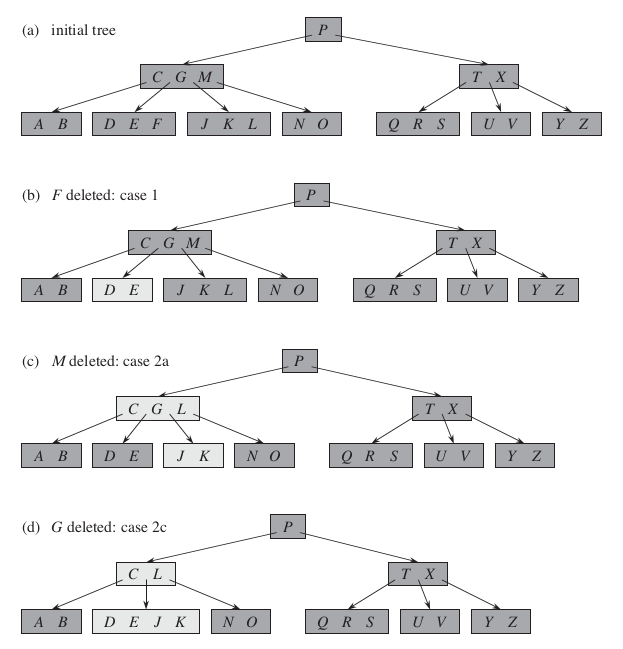 (a) initial tree
P
C G M T X
A B D E F J K L N O Q R S U V Y Z
(b) F deleted: case 1
P
C G M T X
A B D E J K L N O Q R S U V Y Z
(c) M deleted: case 2a
P
C G L T X
A B D E J K N O Q R S U V Y Z
(d) G deleted: case 2c
P
C L T X
A B D E J K N O Q R S U V Y Z